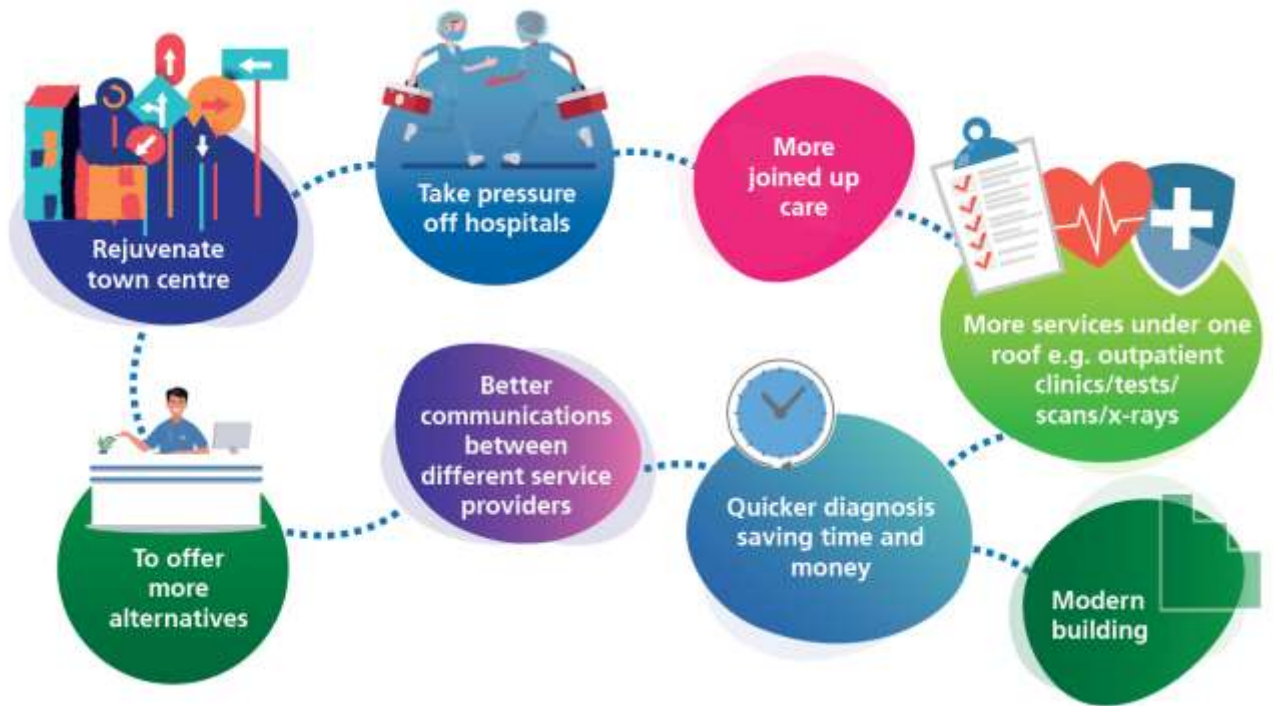 Rejuvenate
town centre
Take pressure
off hospitals
More
joined up
care
More services under one
roof e.g. outpatient
clinics/tests/
scans/x-rays
Better
communications
between
different service
providers
Quicker diagnosis
saving time and
money
To offer
more
alternatives
Modern
building